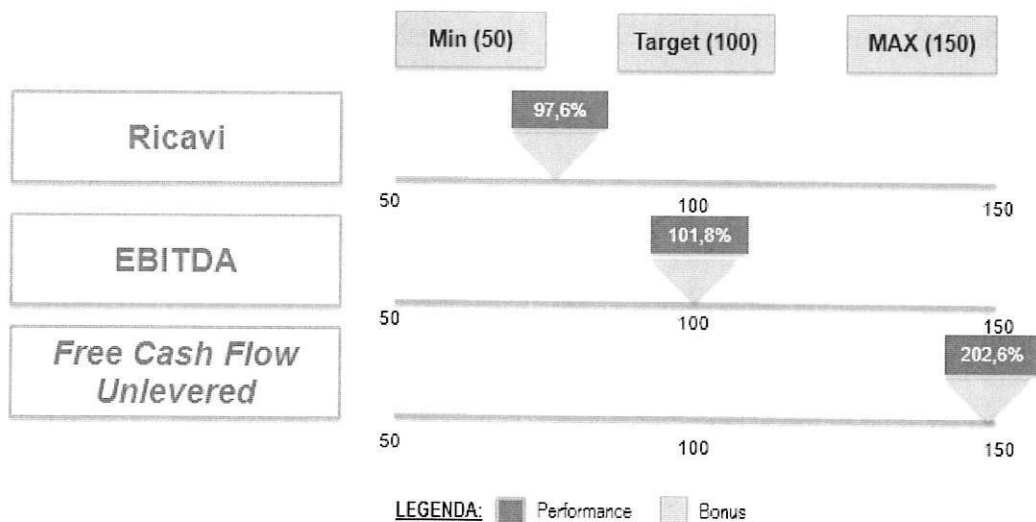 Min (50) Target (100) MAX (150)
Ricavi
97,6%
50 100 150
EBITDA
101,8%
50 100 150
Free Cash Flow
Unlevered
202,6%
50 100 150
LEGENDA: Performance Bonus